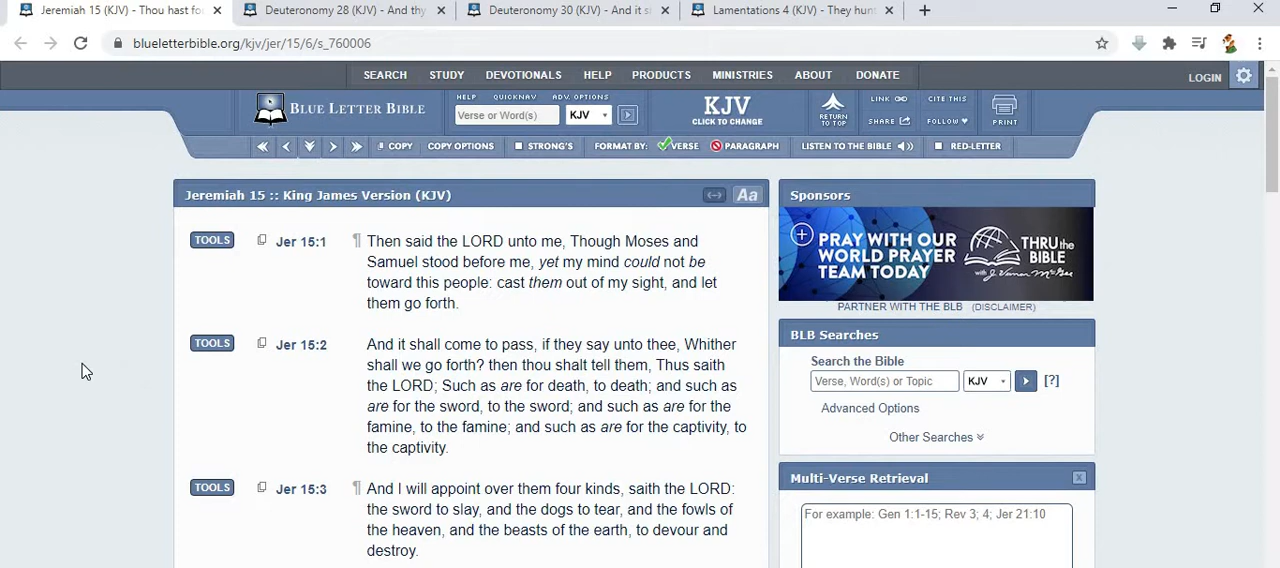 Jeremiah 15 (KJV) - Thou hast fo
Deuteronomy 28 (KJV) - And thy
Deuteronomy 30 (KJV) - And it s
Lamentations 4 (KJV) - They hun
blueletterbible.org/kjv/jer/15/6/s_760006
SEARCH STUDY DEVOTIONALS HELP PRODUCTS MINISTRIES ABOUT DONATE
LOGIN
BLUE LETTER BIBLE
HELP QUICKNAV ADV. OPTIONS
Verse or Word(s) KJV
KJV
CLICK TO CHANGE
RETURN
TO TOP
LINK CITE THIS
SHARE FOLLOW
PRINT
COPY COPY OPTIONS STRONG'S FORMAT BY: VERSE PARAGRAPH LISTEN TO THE BIBLE RED-LETTER
Jeremiah 15 :: King James Version (KJV) Aa
TOOLS Jer 15:1 ¶ Then said the LORD unto me, Though Moses and
Samuel stood before me, yet my mind could not be
toward this people: cast them out of my sight, and let
them go forth.
TOOLS Jer 15:2 And it shall come to pass, if they say unto thee, Whither
shall we go forth? then thou shalt tell them, Thus saith
the LORD; Such as are for death, to death; and such as
are for the sword, to the sword; and such as are for the
famine, to the famine; and such as are for the captivity, to
the captivity.
TOOLS Jer 15:3 ¶ And I will appoint over them four kinds, saith the LORD:
the sword to slay, and the dogs to tear, and the fowls of
the heaven, and the beasts of the earth, to devour and
destroy.
Sponsors
PRAY WITH OUR
WORLD PRAYER
TEAM TODAY
THRU the
BIBLE
with J. Vernon McGee
PARTNER WITH THE BLB (DISCLAIMER)
BLB Searches
Search the Bible
Verse, Word(s) or Topic KJV [?]
Advanced Options
Other Searches
Multi-Verse Retrieval x
For example: Gen 1:1-15; Rev 3; 4; Jer 21:10